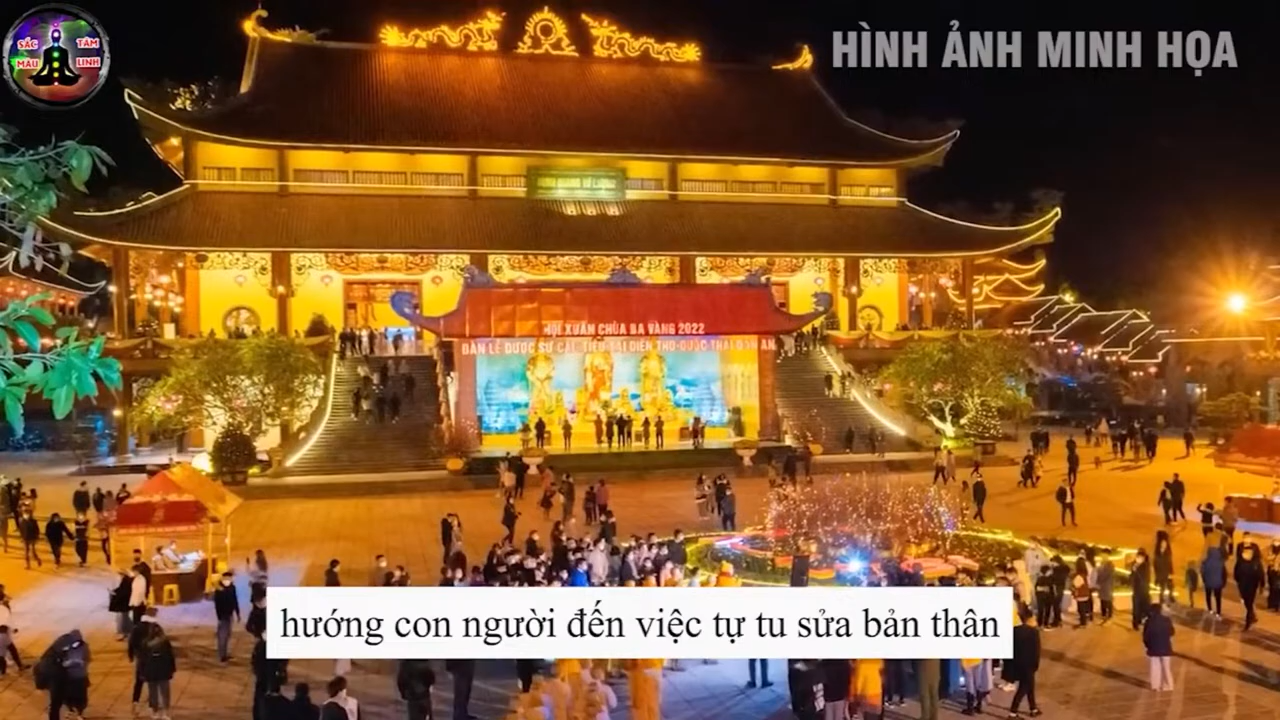 SẮC
MÀU
TÂM
LINH
HÌNH ẢNH MINH HỌA
HỘI XUÂN CHÙA BA VÀNG 2022
hướng con người đến việc tự tu sửa bản thân